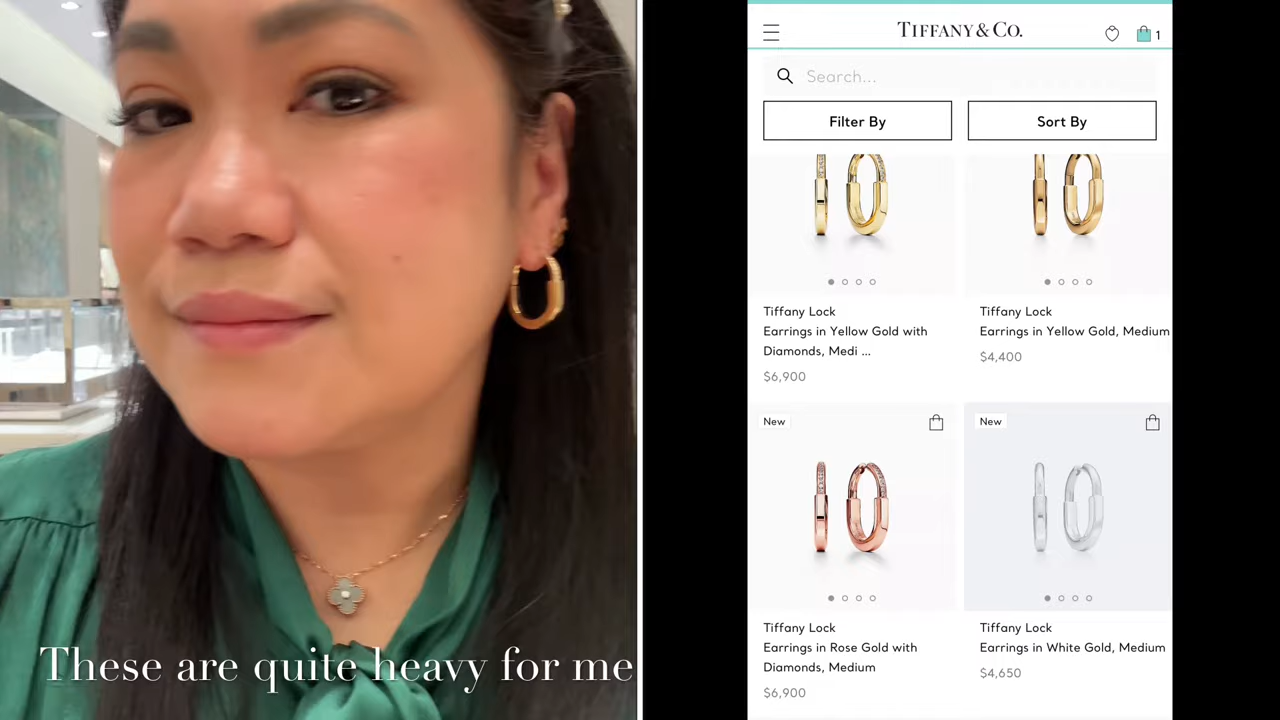 These are quite heavy for me
TIFFANY & CO.
1
Search...
Filter By
Sort By
Tiffany Lock
Earrings in Yellow Gold with
Diamonds, Medi ...
$6,900
Tiffany Lock
Earrings in Yellow Gold, Medium
$4,400
New
Tiffany Lock
Earrings in Rose Gold with
Diamonds, Medium
$6,900
New
Tiffany Lock
Earrings in White Gold, Medium
$4,650